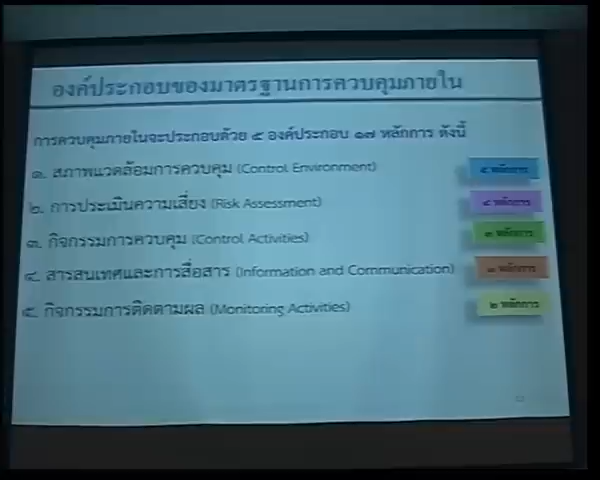 องค์ประกอบของมาตรฐานการควบคุมภายใน
การควบคุมภายในจะประกอบด้วย ๕ องค์ประกอบ ๑๗ หลักการ ดังนี้
๑. สภาพแวดล้อมการควบคุม (Control Environment) ๕ หลักการ
๒. การประเมินความเสี่ยง (Risk Assessment) ๔ หลักการ
๓. กิจกรรมการควบคุม (Control Activities) ๓ หลักการ
๔. สารสนเทศและการสื่อสาร (Information and Communication) ๓ หลักการ
๕. กิจกรรมการติดตามผล (Monitoring Activities) ๒ หลักการ